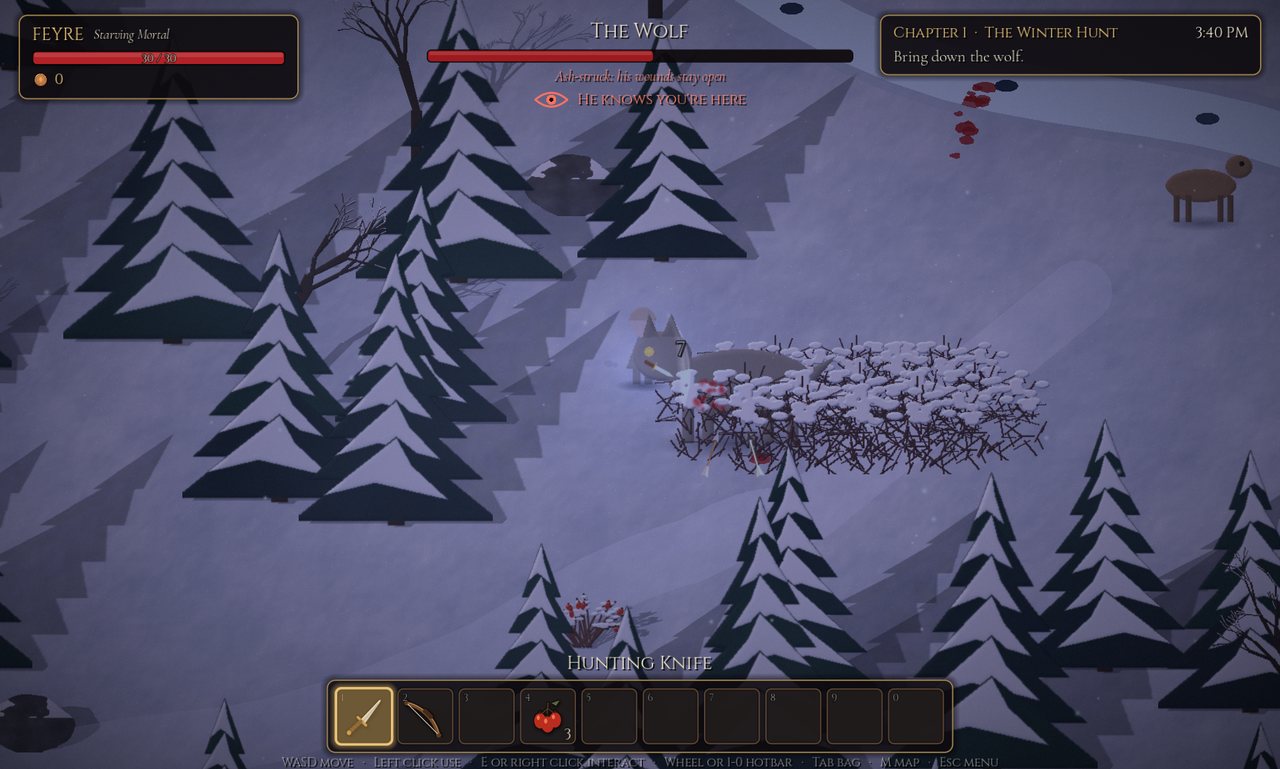 FEYRE Starving Mortal
30 / 30
0
THE WOLF
Ash-struck: his wounds stay open
HE KNOWS YOU'RE HERE
CHAPTER I · THE WINTER HUNT 3:40 PM
Bring down the wolf.
7
HUNTING KNIFE
1 2 3 4 5 6 7 8 9 0
3
WASD MOVE · LEFT CLICK USE · E OR RIGHT CLICK INTERACT · WHEEL OR 1-0 HOTBAR · TAB BAG · M MAP · ESC MENU